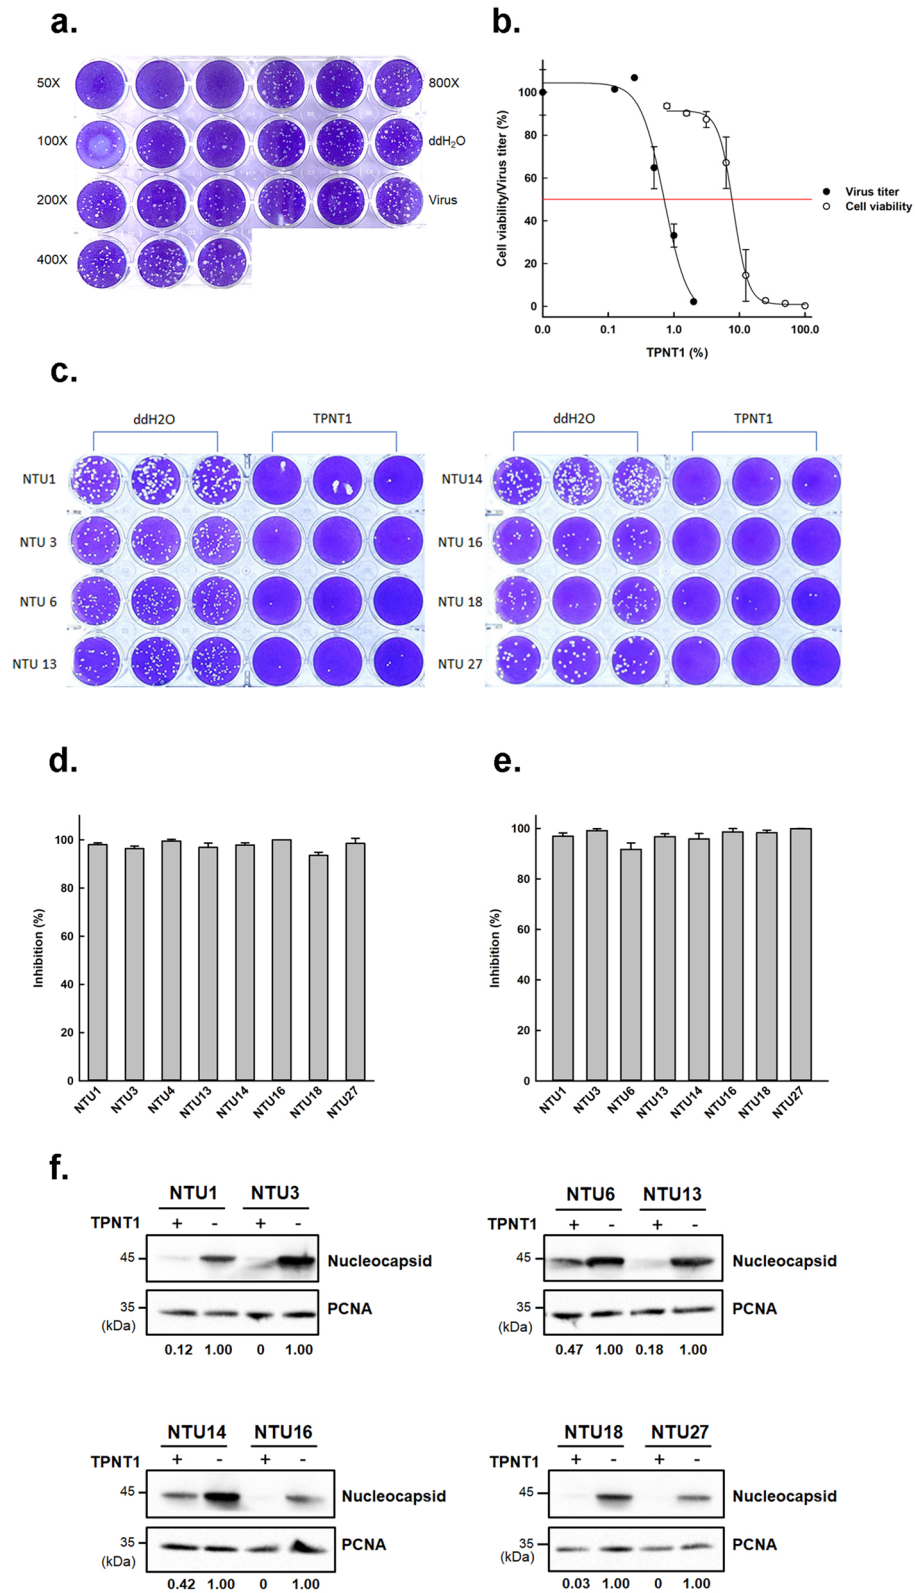 a.
50X
800X
100X
ddH2O
200X
Virus
400X
b.
Cell viability/Virus titer (%)
100
80
60
40
20
0
0.0 0.1 1.0 10.0 100.0
TPNT1 (%)
Virus titer
Cell viability
c.
ddH2O TPNT1
NTU1
NTU 3
NTU 6
NTU 13
ddH2O TPNT1
NTU14
NTU 16
NTU 18
NTU 27
d.
Inhibition (%)
100
80
60
40
20
0
NTU1 NTU3 NTU4 NTU13 NTU14 NTU16 NTU18 NTU27
e.
Inhibition (%)
100
80
60
40
20
0
NTU1 NTU3 NTU6 NTU13 NTU14 NTU16 NTU18 NTU27
f.
NTU1 NTU3
TPNT1 + - + -
45 Nucleocapsid
35 PCNA
(kDa)
0.12 1.00 0 1.00
NTU6 NTU13
TPNT1 + - + -
45 Nucleocapsid
35 PCNA
(kDa)
0.47 1.00 0.18 1.00
NTU14 NTU16
TPNT1 + - + -
45 Nucleocapsid
35 PCNA
(kDa)
0.42 1.00 0 1.00
NTU18 NTU27
TPNT1 + - + -
45 Nucleocapsid
35 PCNA
(kDa)
0.03 1.00 0 1.00